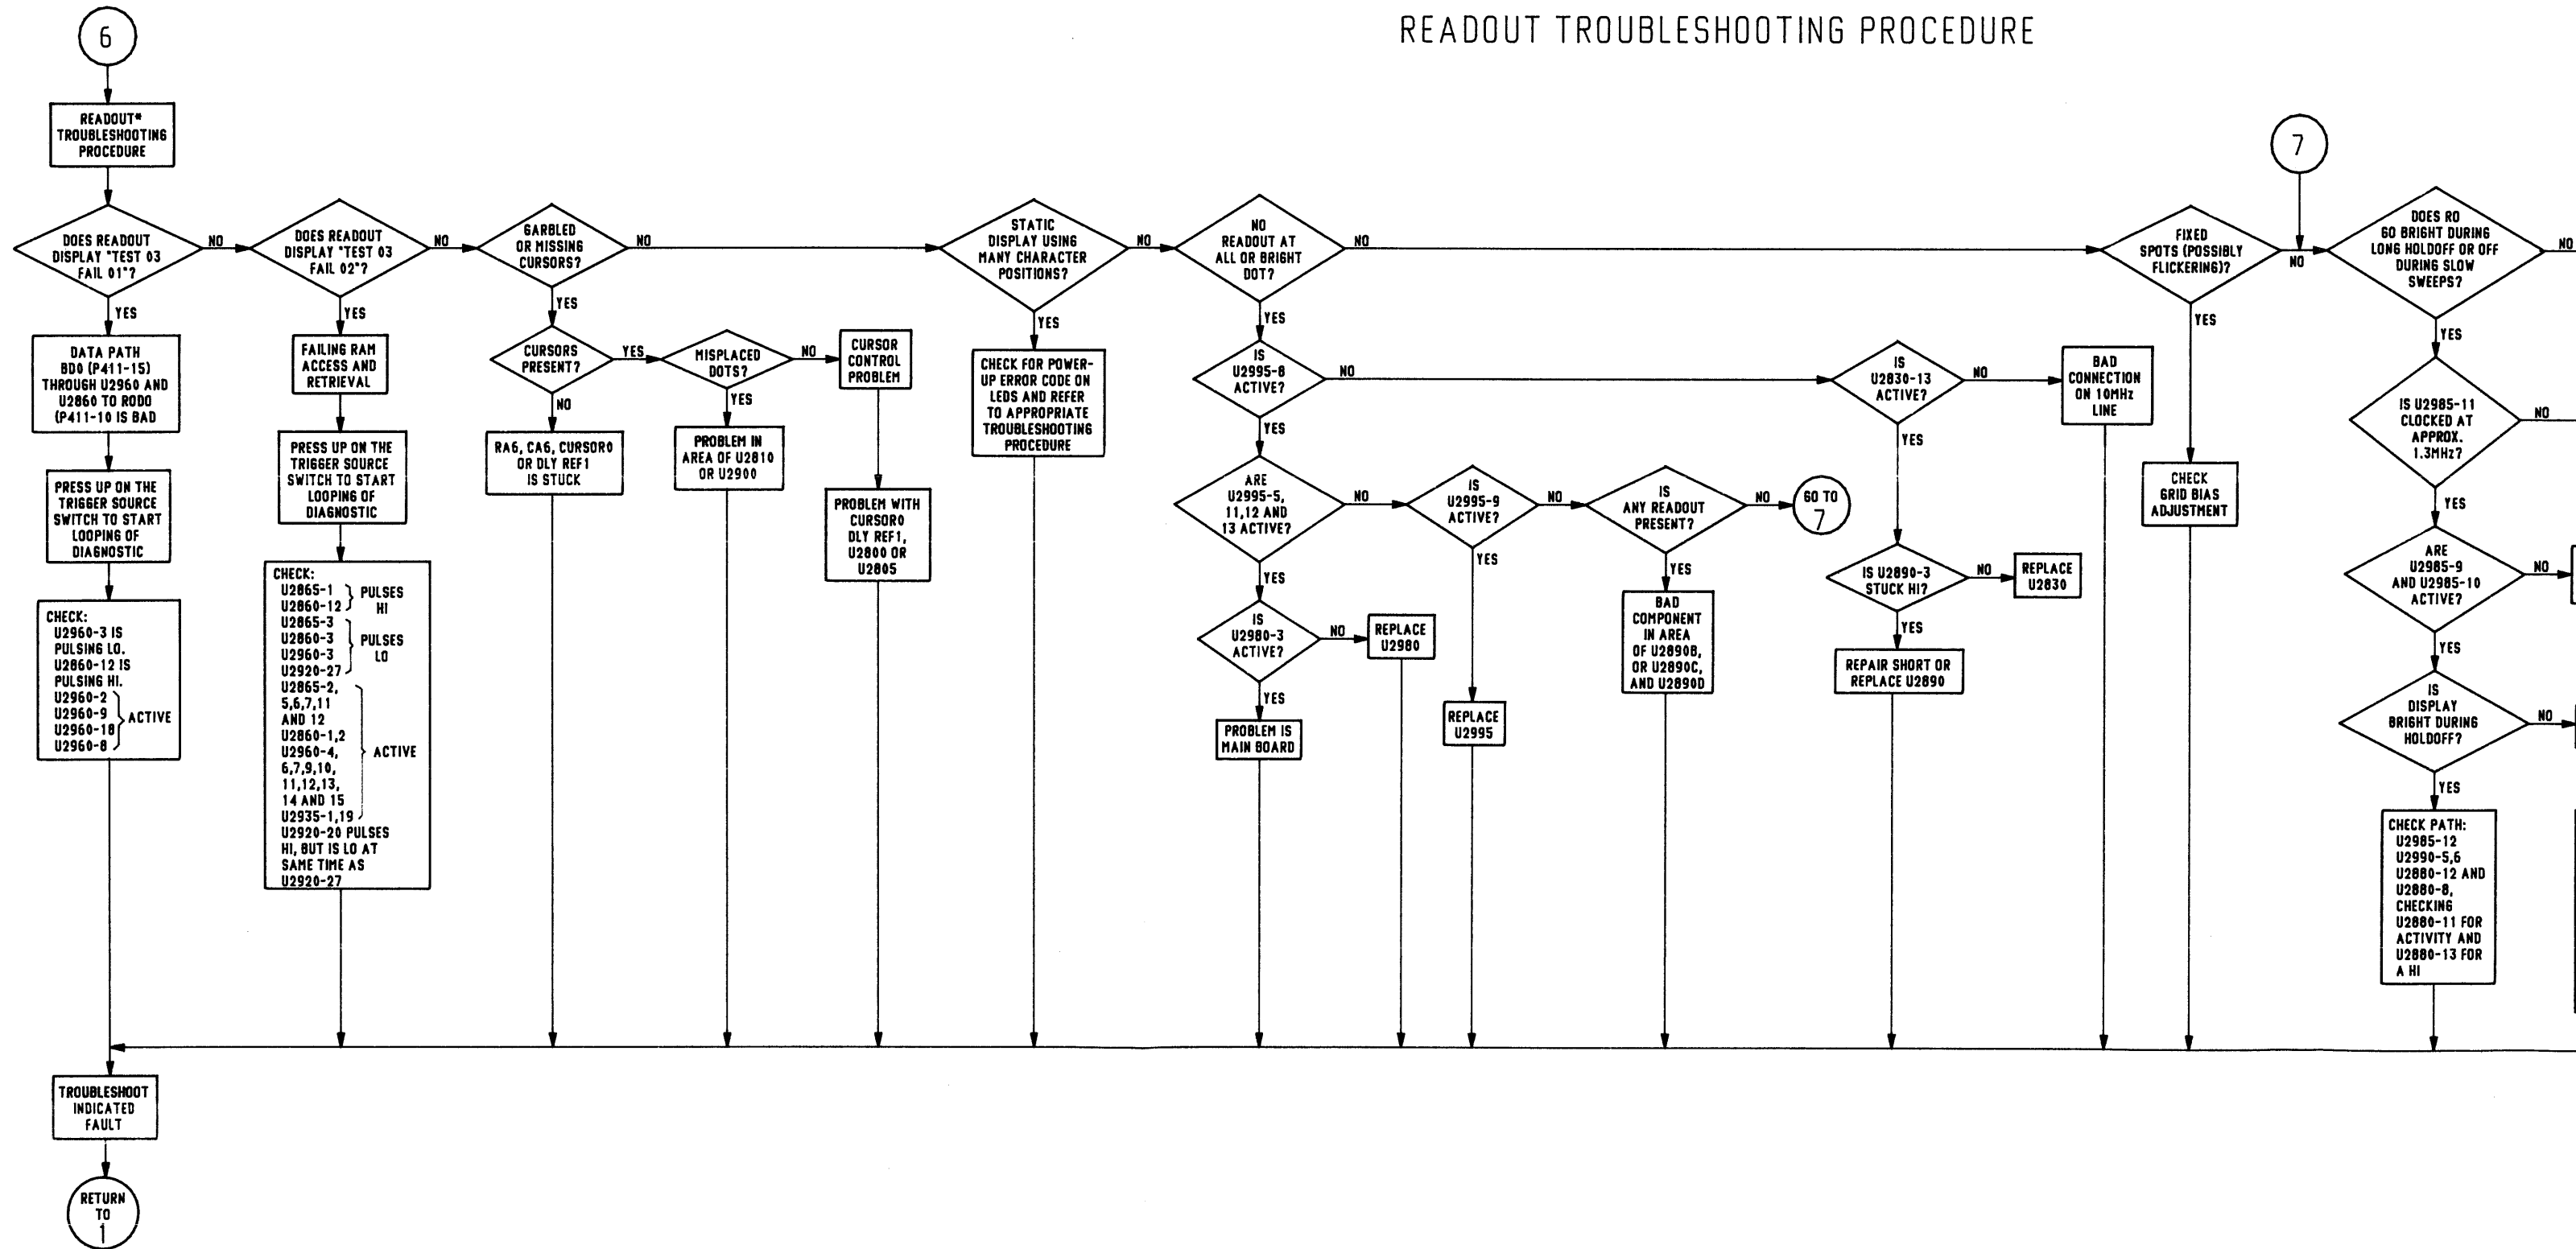 READOUT TROUBLESHOOTING PROCEDURE
6
READOUT*
TROUBLESHOOTING
PROCEDURE
DOES READOUT
DISPLAY "TEST 03
FAIL 01"?
NO
YES
DATA PATH
BD0 (P411-15)
THROUGH U2960 AND
U2860 TO RODO
(P411-10 IS BAD
PRESS UP ON THE
TRIGGER SOURCE
SWITCH TO START
LOOPING OF
DIAGNOSTIC
CHECK:
U2960-3 IS
PULSING LO.
U2860-12 IS
PULSING HI.
U2960-2
U2960-9
U2960-18
U2960-8
ACTIVE
TROUBLESHOOT
INDICATED
FAULT
RETURN
TO
1
DOES READOUT
DISPLAY "TEST 03
FAIL 02"?
NO
YES
FAILING RAM
ACCESS AND
RETRIEVAL
PRESS UP ON THE
TRIGGER SOURCE
SWITCH TO START
LOOPING OF
DIAGNOSTIC
CHECK:
U2865-1
U2860-12
PULSES
HI
U2865-3
U2860-3
U2960-3
U2920-27
PULSES
LO
U2865-2,
5,6,7,11
AND 12
U2860-1,2
U2960-4,
6,7,9,10,
11,12,13,
14 AND 15
U2935-1,19
ACTIVE
U2920-20 PULSES
HI, BUT IS LO AT
SAME TIME AS
U2920-27
GARBLED
OR MISSING
CURSORS?
NO
YES
CURSORS
PRESENT?
YES
NO
RA6, CA6, CURSOR0
OR DLY REF1
IS STUCK
MISPLACED
DOTS?
NO
YES
PROBLEM IN
AREA OF U2810
OR U2900
CURSOR
CONTROL
PROBLEM
PROBLEM WITH
CURSOR0
DLY REF1,
U2800 OR
U2805
STATIC
DISPLAY USING
MANY CHARACTER
POSITIONS?
NO
YES
CHECK FOR POWER-
UP ERROR CODE ON
LEDS AND REFER
TO APPROPRIATE
TROUBLESHOOTING
PROCEDURE
NO
READOUT AT
ALL OR BRIGHT
DOT?
NO
YES
IS
U2995-8
ACTIVE?
NO
YES
ARE
U2995-5,
11,12 AND
13 ACTIVE?
NO
YES
IS
U2980-3
ACTIVE?
NO
REPLACE
U2980
YES
PROBLEM IS
MAIN BOARD
IS
U2995-9
ACTIVE?
NO
YES
REPLACE
U2995
IS
ANY READOUT
PRESENT?
NO
GO TO
7
YES
BAD
COMPONENT
IN AREA
OF U2890B,
OR U2890C,
AND U2890D
IS
U2830-13
ACTIVE?
NO
YES
BAD
CONNECTION
ON 10MHz
LINE
IS U2890-3
STUCK HI?
NO
REPLACE
U2830
YES
REPAIR SHORT OR
REPLACE U2890
FIXED
SPOTS (POSSIBLY
FLICKERING)?
NO
YES
CHECK
GRID BIAS
ADJUSTMENT
7
DOES RO
GO BRIGHT DURING
LONG HOLDOFF OR OFF
DURING SLOW
SWEEPS?
NO
YES
IS U2985-11
CLOCKED AT
APPROX.
1.3MHz?
NO
YES
ARE
U2985-9
AND U2985-10
ACTIVE?
NO
YES
IS
DISPLAY
BRIGHT DURING
HOLDOFF?
NO
YES
CHECK PATH:
U2985-12
U2990-5,6
U2880-12 AND
U2880-8,
CHECKING
U2880-11 FOR
ACTIVITY AND
U2880-13 FOR
A HI